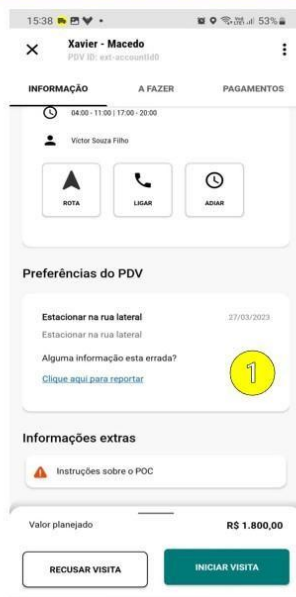 15:38 53%
Xavier - Macedo
PDV ID: ext-accountId0
INFORMAÇÃO A FAZER PAGAMENTOS
04:00 - 11:00 | 17:00 - 20:00
Victor Souza Filho
ROTA LIGAR ADIAR
Preferências do PDV
Estacionar na rua lateral 27/03/2023
Estacionar na rua lateral
Alguma informação esta errada?
Clique aqui para reportar
1
Informações extras
Instruções sobre o POC
Valor planejado R$ 1.800,00
RECUSAR VISITA INICIAR VISITA